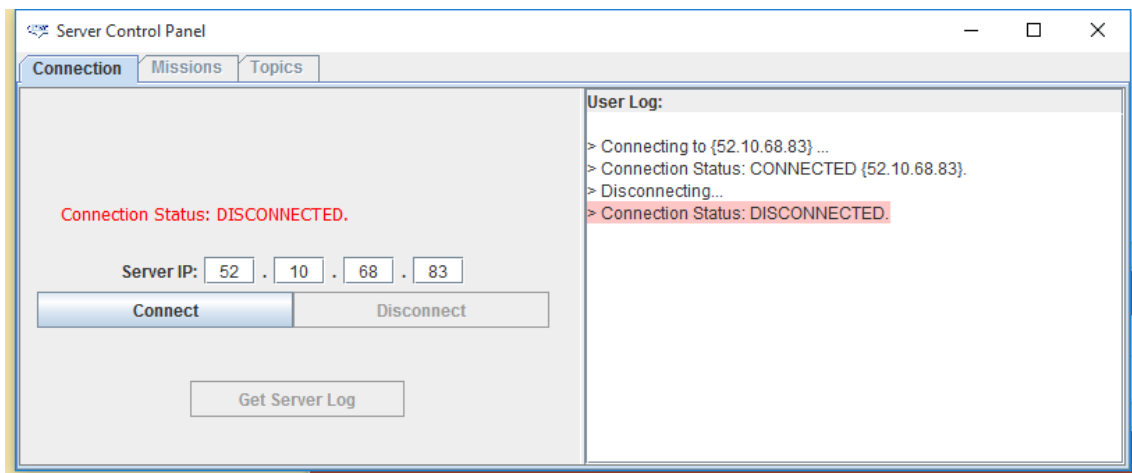 Server Control Panel
Connection Missions Topics
Connection Status: DISCONNECTED.
Server IP: 52 . 10 . 68 . 83
Connect Disconnect
Get Server Log
User Log:
> Connecting to {52.10.68.83} ...
> Connection Status: CONNECTED {52.10.68.83}.
> Disconnecting...
> Connection Status: DISCONNECTED.